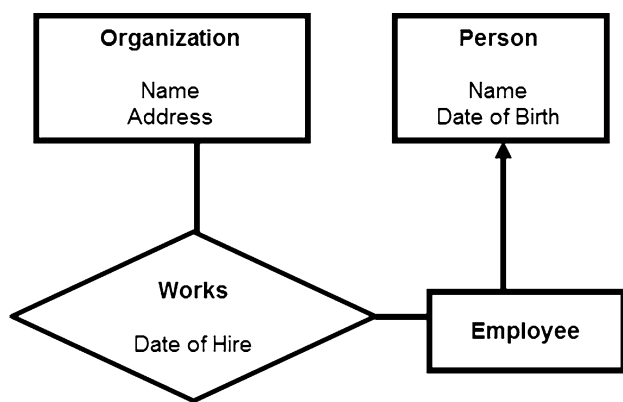 Organization
Name
Address
Person
Name
Date of Birth
Works
Date of Hire
Employee